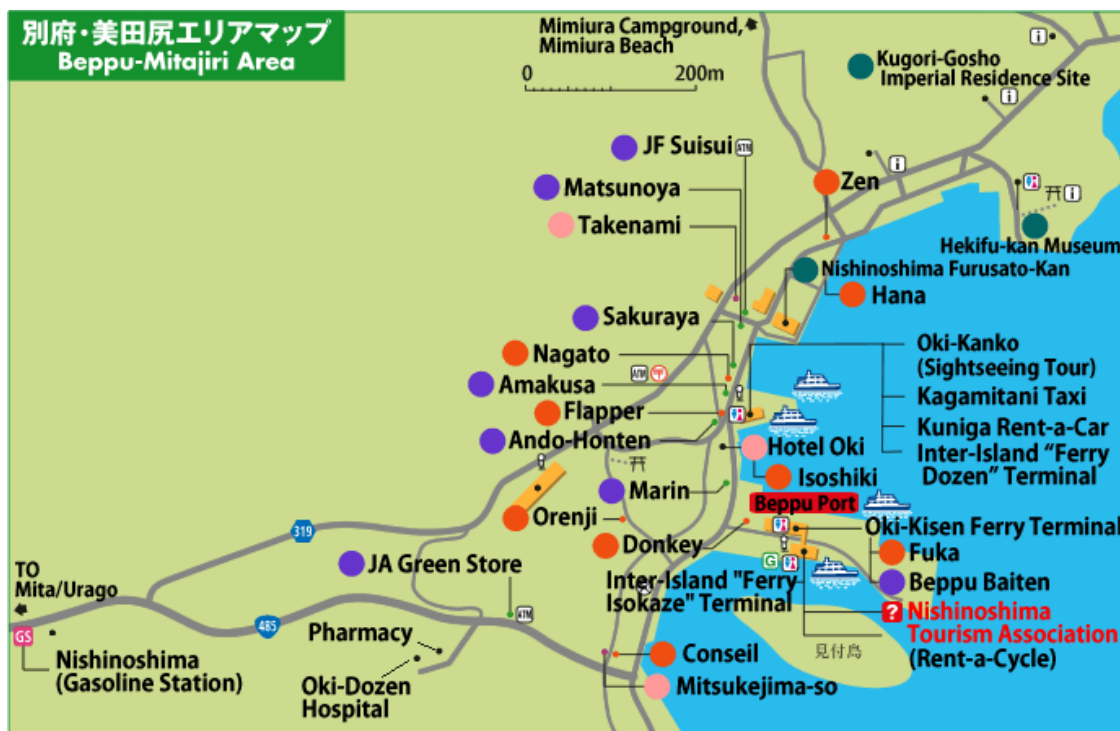 別府・美田尻エリアマップ
Beppu-Mitajiri Area
Mimiura Campground,
Mimiura Beach
0 200m
Kugori-Gosho
Imperial Residence Site
i
i
i
JF Suisui ATM
Matsunoya
Takenami
Zen
i
Hekifu-kan Museum
Nishinoshima Furusato-Kan
Hana
Sakuraya
Nagato
ATM
Amakusa
Flapper
Ando-Honten
Oki-Kanko
(Sightseeing Tour)
Kagamitani Taxi
Kuniga Rent-a-Car
Inter-Island "Ferry
Dozen" Terminal
Hotel Oki
Isoshiki
Marin
Beppu Port
Orenji
Donkey
Oki-Kisen Ferry Terminal
Fuka
Beppu Baiten
G
Inter-Island "Ferry
Isokaze" Terminal
? Nishinoshima
Tourism Association
(Rent-a-Cycle)
見付島
319
JA Green Store
ATM
TO
Mita/Urago
485
GS
Nishinoshima
(Gasoline Station)
Pharmacy
Oki-Dozen
Hospital
Conseil
Mitsukejima-so